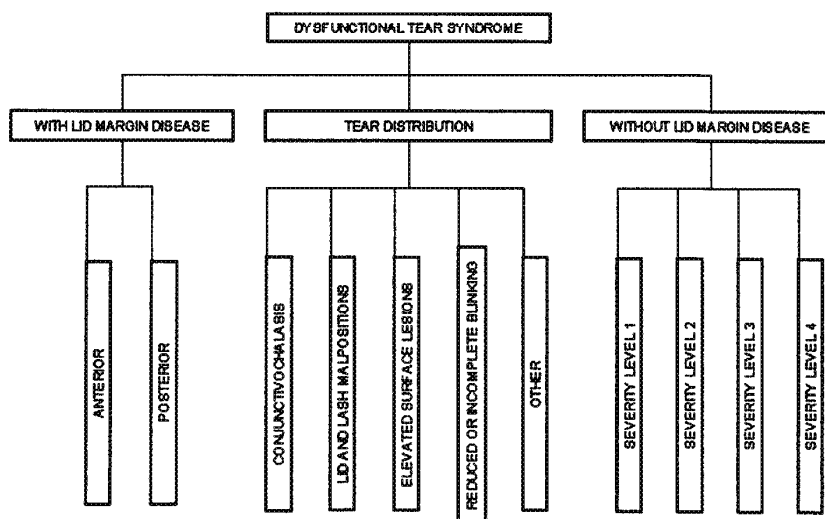 DYSFUNCTIONAL TEAR SYNDROME
WITH LID MARGIN DISEASE
TEAR DISTRIBUTION
WITHOUT LID MARGIN DISEASE
ANTERIOR
POSTERIOR
CONJUNCTIVOCHALASIS
LID AND LASH MALPOSITIONS
ELEVATED SURFACE LESIONS
REDUCED OR INCOMPLETE BLINKING
OTHER
SEVERITY LEVEL 1
SEVERITY LEVEL 2
SEVERITY LEVEL 3
SEVERITY LEVEL 4